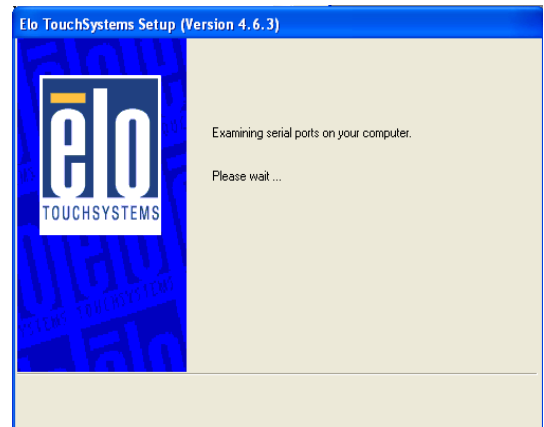 Elo TouchSystems Setup (Version 4.6.3)
ēlo
TOUCHSYSTEMS
Examining serial ports on your computer.
Please wait ...